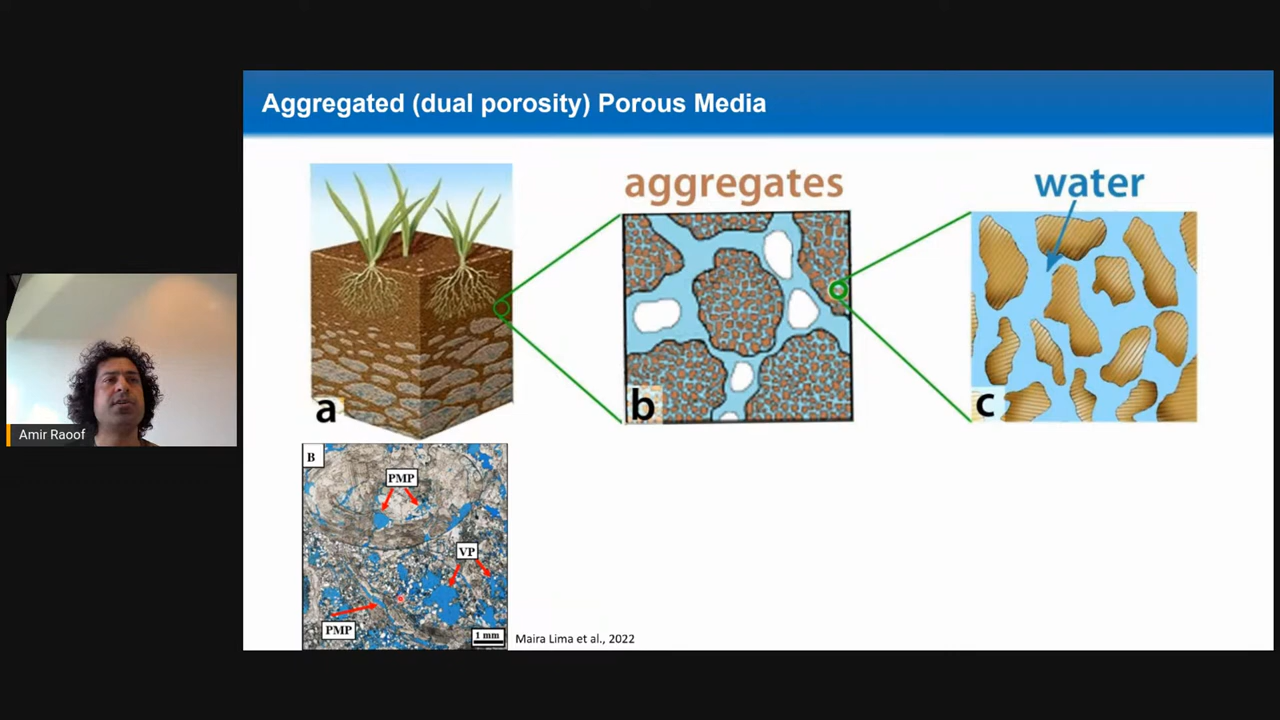 Aggregated (dual porosity) Porous Media
aggregates
water
a
b
c
B
PMP
VP
PMP
1 mm
Maira Lima et al., 2022
Amir Raoof